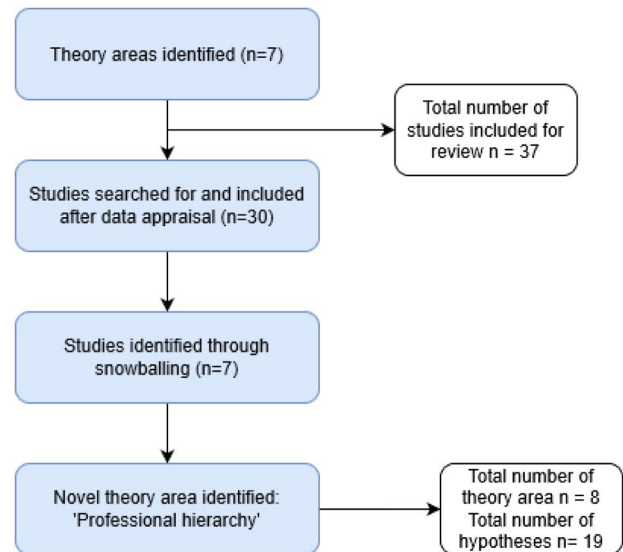 Theory areas identified (n=7)
Total number of
studies included for
review n = 37
Studies searched for and included
after data appraisal (n=30)
Studies identified through
snowballing (n=7)
Novel theory area identified:
'Professional hierarchy'
Total number of
theory area n = 8
Total number of
hypotheses n= 19